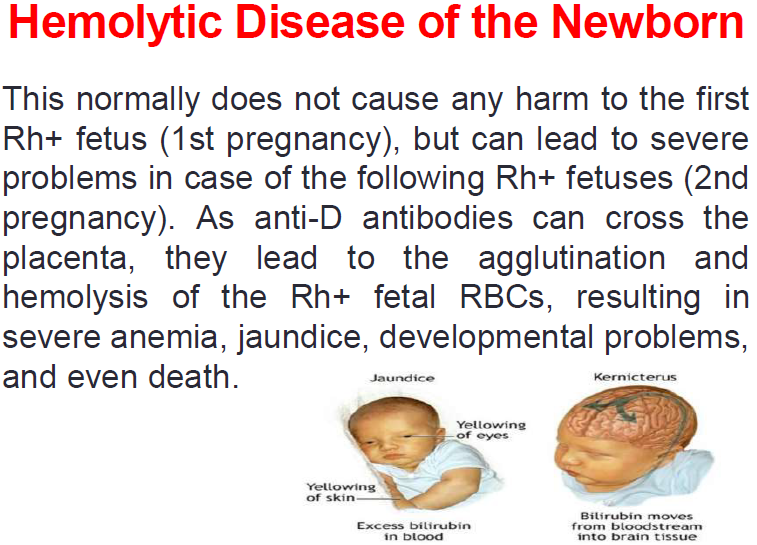 Hemolytic Disease of the Newborn
This normally does not cause any harm to the first
Rh+ fetus (1st pregnancy), but can lead to severe
problems in case of the following Rh+ fetuses (2nd
pregnancy). As anti-D antibodies can cross the
placenta, they lead to the agglutination and
hemolysis of the Rh+ fetal RBCs, resulting in
severe anemia, jaundice, developmental problems,
and even death.
Jaundice
Yellowing
of eyes
Yellowing
of skin
Excess bilirubin
in blood
Kernicterus
Bilirubin moves
from bloodstream
into brain tissue